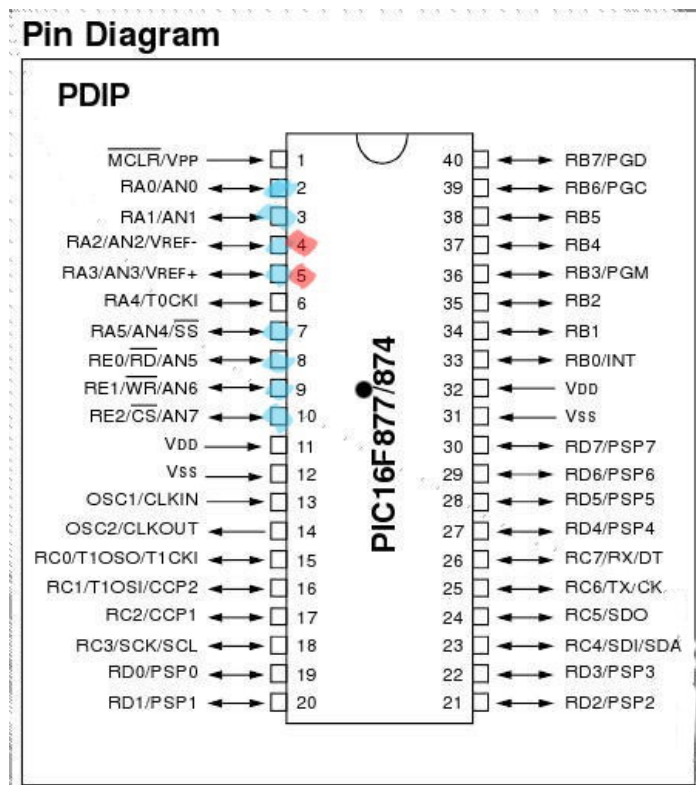 Pin Diagram
PDIP
MCLR/VPP 1 40 RB7/PGD
RA0/AN0 2 39 RB6/PGC
RA1/AN1 3 38 RB5
RA2/AN2/VREF- 4 37 RB4
RA3/AN3/VREF+ 5 36 RB3/PGM
RA4/T0CKI 6 35 RB2
RA5/AN4/SS 7 34 RB1
RE0/RD/AN5 8 33 RB0/INT
RE1/WR/AN6 9 32 VDD
RE2/CS/AN7 10 31 VSS
VDD 11 30 RD7/PSP7
VSS 12 29 RD6/PSP6
OSC1/CLKIN 13 28 RD5/PSP5
OSC2/CLKOUT 14 27 RD4/PSP4
RC0/T1OSO/T1CKI 15 26 RC7/RX/DT
RC1/T1OSI/CCP2 16 25 RC6/TX/CK
RC2/CCP1 17 24 RC5/SDO
RC3/SCK/SCL 18 23 RC4/SDI/SDA
RD0/PSP0 19 22 RD3/PSP3
RD1/PSP1 20 21 RD2/PSP2
PIC16F877/874